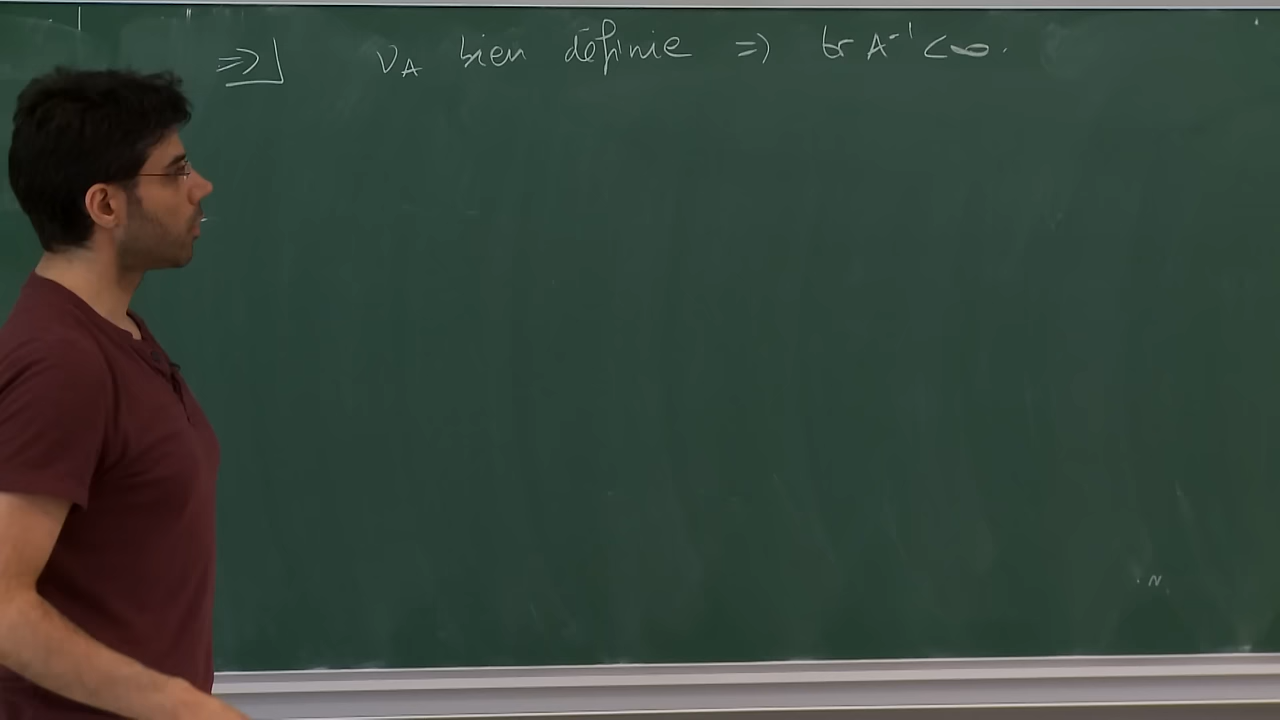 =>⌋ ν_A bien définie => tr A⁻¹ < ∞.
N